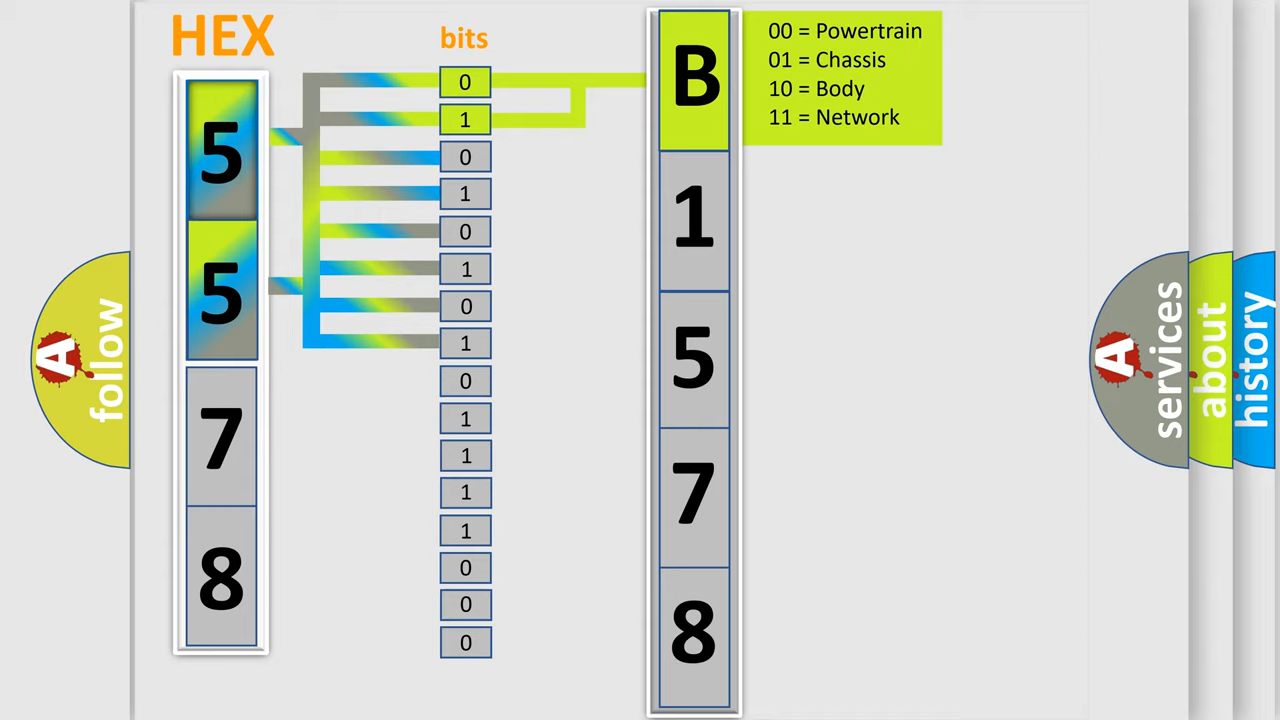 HEX
bits
5
5
7
8
0
1
0
1
0
1
0
1
0
1
1
1
1
0
0
0
B
1
5
7
8
00 = Powertrain
01 = Chassis
10 = Body
11 = Network
A
follow
A
services
about
history